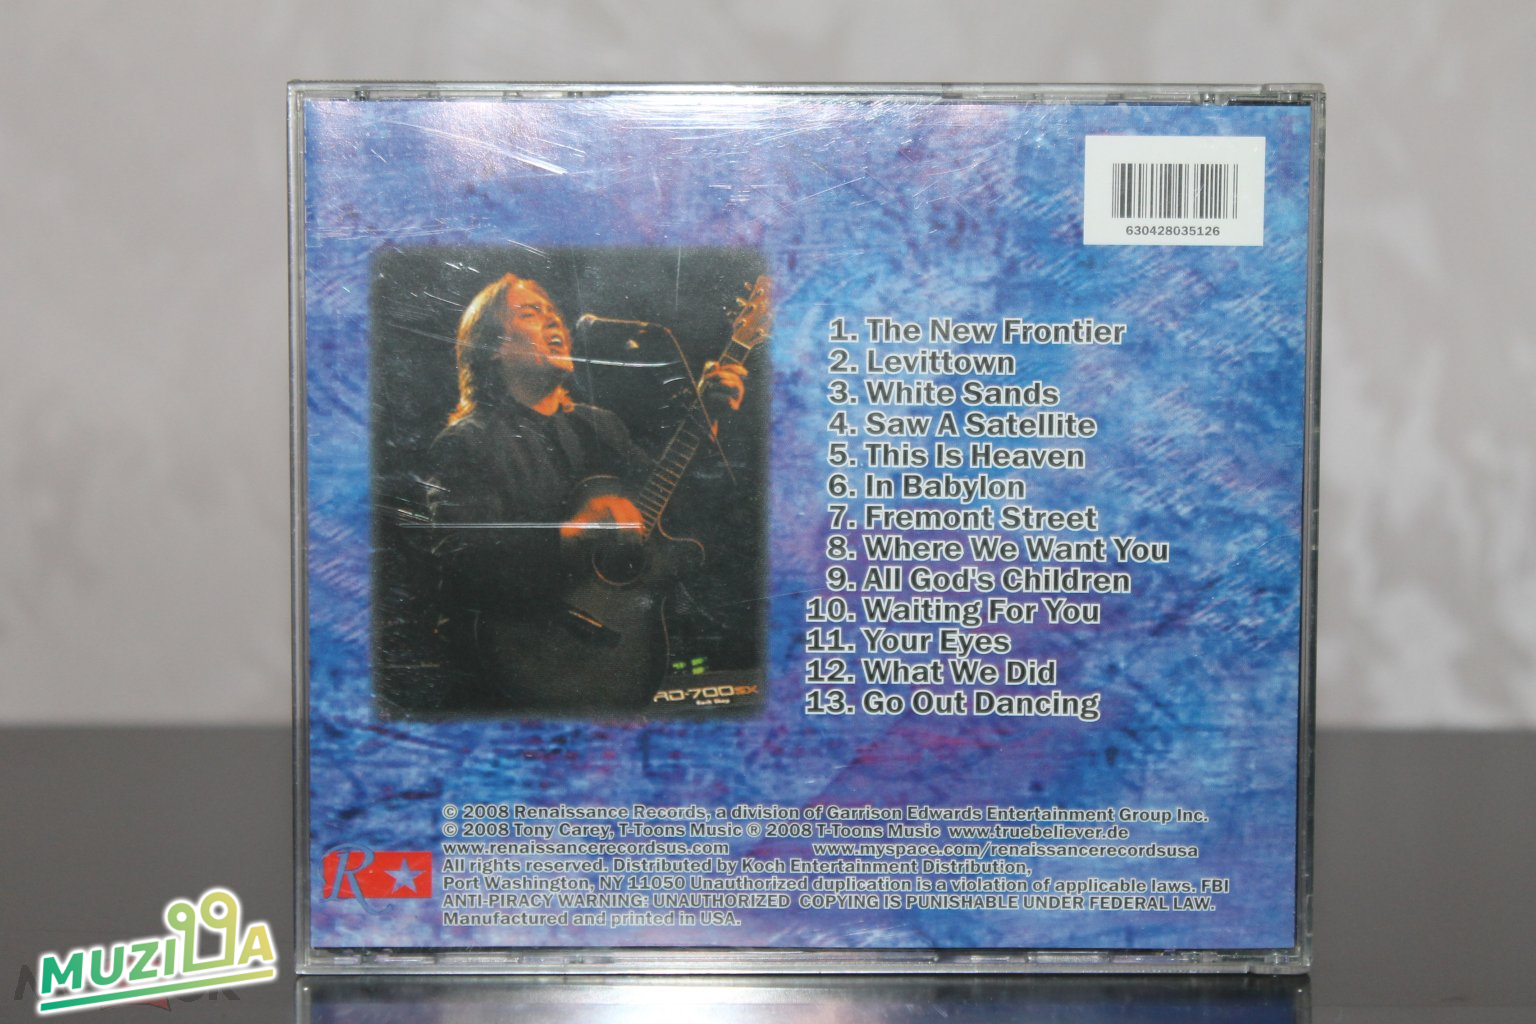 630428035126
1. The New Frontier
2. Levittown
3. White Sands
4. Saw A Satellite
5. This Is Heaven
6. In Babylon
7. Fremont Street
8. Where We Want You
9. All God's Children
10. Waiting For You
11. Your Eyes
12. What We Did
13. Go Out Dancing
RD-700SX
© 2008 Renaissance Records, a division of Garrison Edwards Entertainment Group Inc.
© 2008 Tony Carey, T-Toons Music ® 2008 T-Toons Music www.truebeliever.de
www.renaissancerecordsus.com www.myspace.com/renaissancerecordsusa
All rights reserved. Distributed by Koch Entertainment Distribution,
Port Washington, NY 11050 Unauthorized duplication is a violation of applicable laws. FBI
ANTI-PIRACY WARNING: UNAUTHORIZED COPYING IS PUNISHABLE UNDER FEDERAL LAW.
Manufactured and printed in USA.
R
MUZILLA